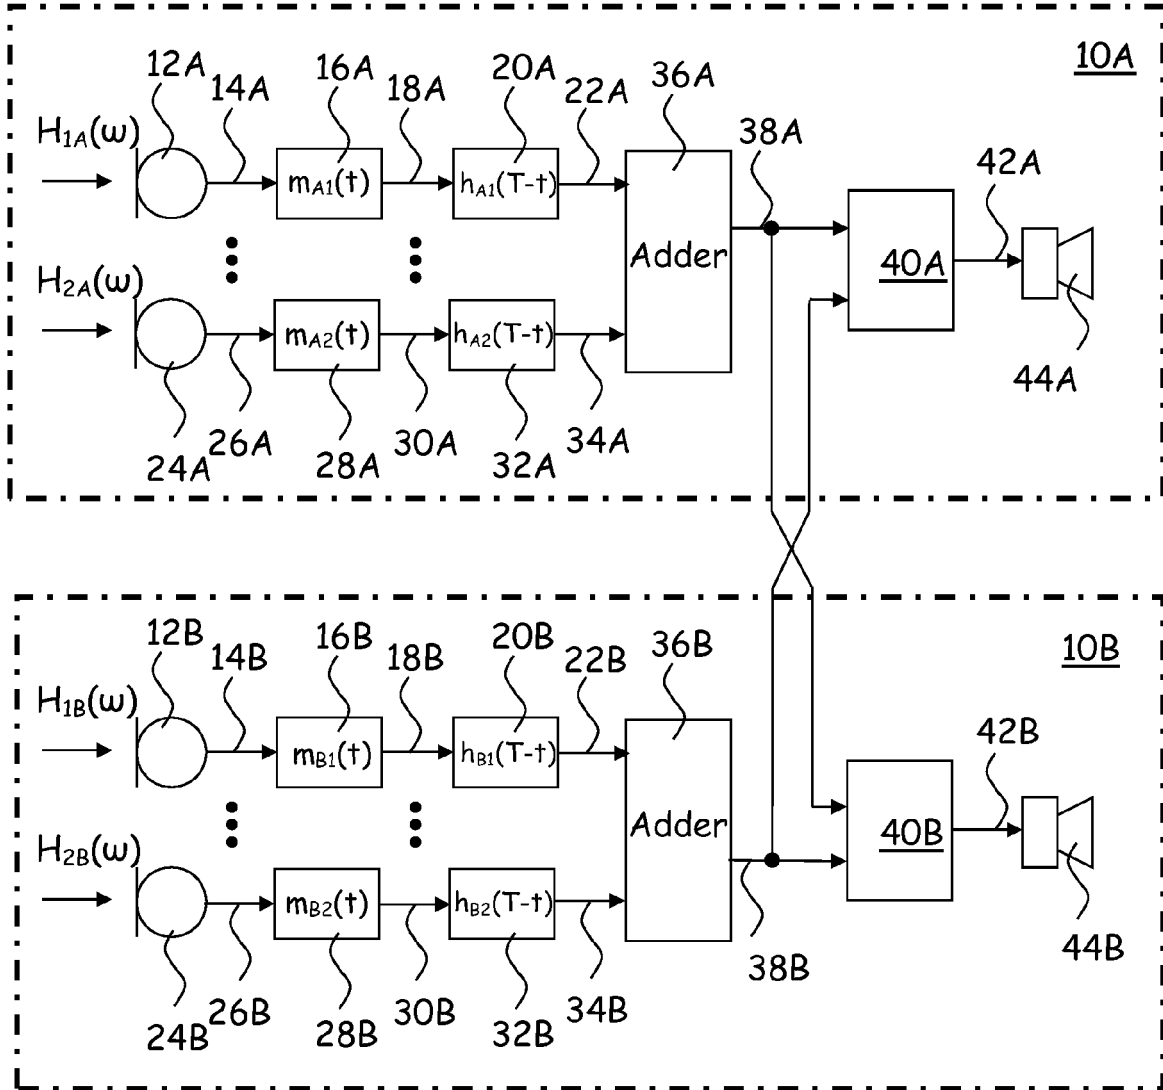 12A 14A 16A 18A 20A 22A 36A 38A 10A
H1A(ω) mA1(t) hA1(T-t) 42A
Adder 40A
H2A(ω) mA2(t) hA2(T-t)
44A
24A 26A 28A 30A 32A 34A
12B 14B 16B 18B 20B 22B 36B 10B
H1B(ω) mB1(t) hB1(T-t) 42B
Adder 40B
H2B(ω) mB2(t) hB2(T-t)
44B
24B 26B 28B 30B 32B 34B 38B